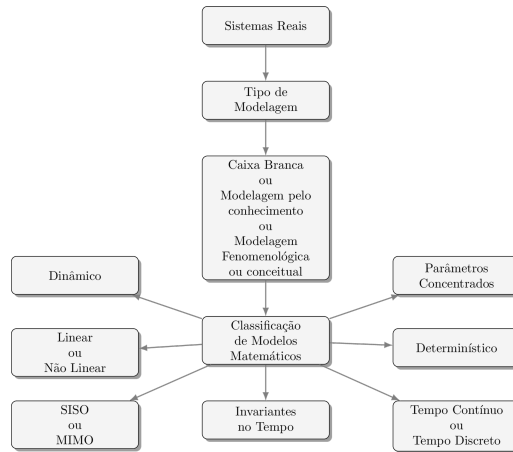 Sistemas Reais
Tipo de
Modelagem
Caixa Branca
ou
Modelagem pelo
conhecimento
ou
Modelagem
Fenomenológica
ou conceitual
Dinâmico
Parâmetros
Concentrados
Classificação
de Modelos
Matemáticos
Linear
ou
Não Linear
Determinístico
SISO
ou
MIMO
Invariantes
no Tempo
Tempo Contínuo
ou
Tempo Discreto